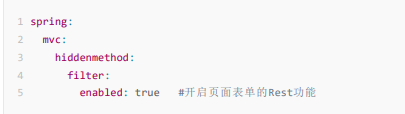 1 spring:
2   mvc:
3     hiddenmethod:
4       filter:
5         enabled: true   #开启页面表单的Rest功能